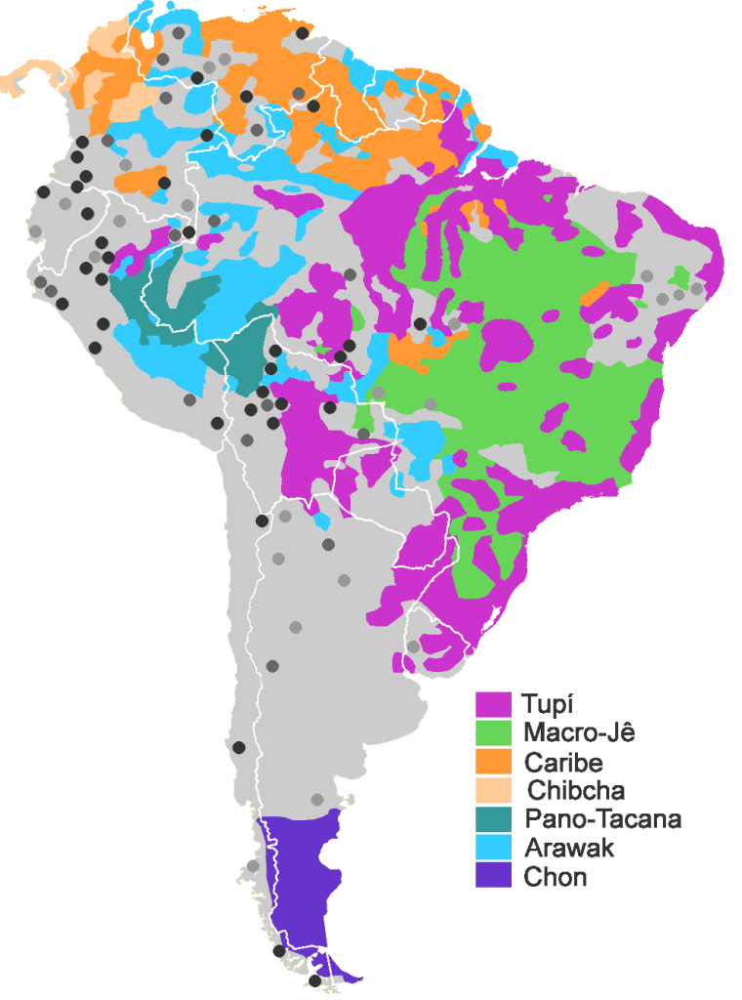 Tupí
Macro-Jê
Caribe
Chibcha
Pano-Tacana
Arawak
Chon